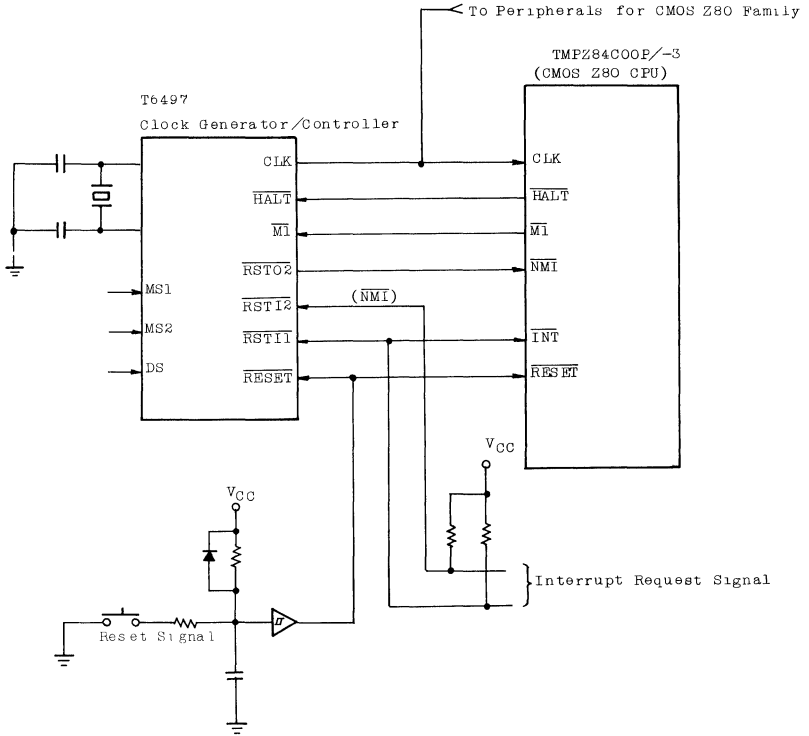 To Peripherals for CMOS Z80 Family
TMPZ84C00P/-3
(CMOS Z80 CPU)
T6497
Clock Generator/Controller
CLK
CLK
HALT
HALT
M1
M1
RSTO2
NMI
RSTI2
(NMI)
RSTI1
INT
RESET
RESET
MS1
MS2
DS
VCC
VCC
Interrupt Request Signal
Reset Signal